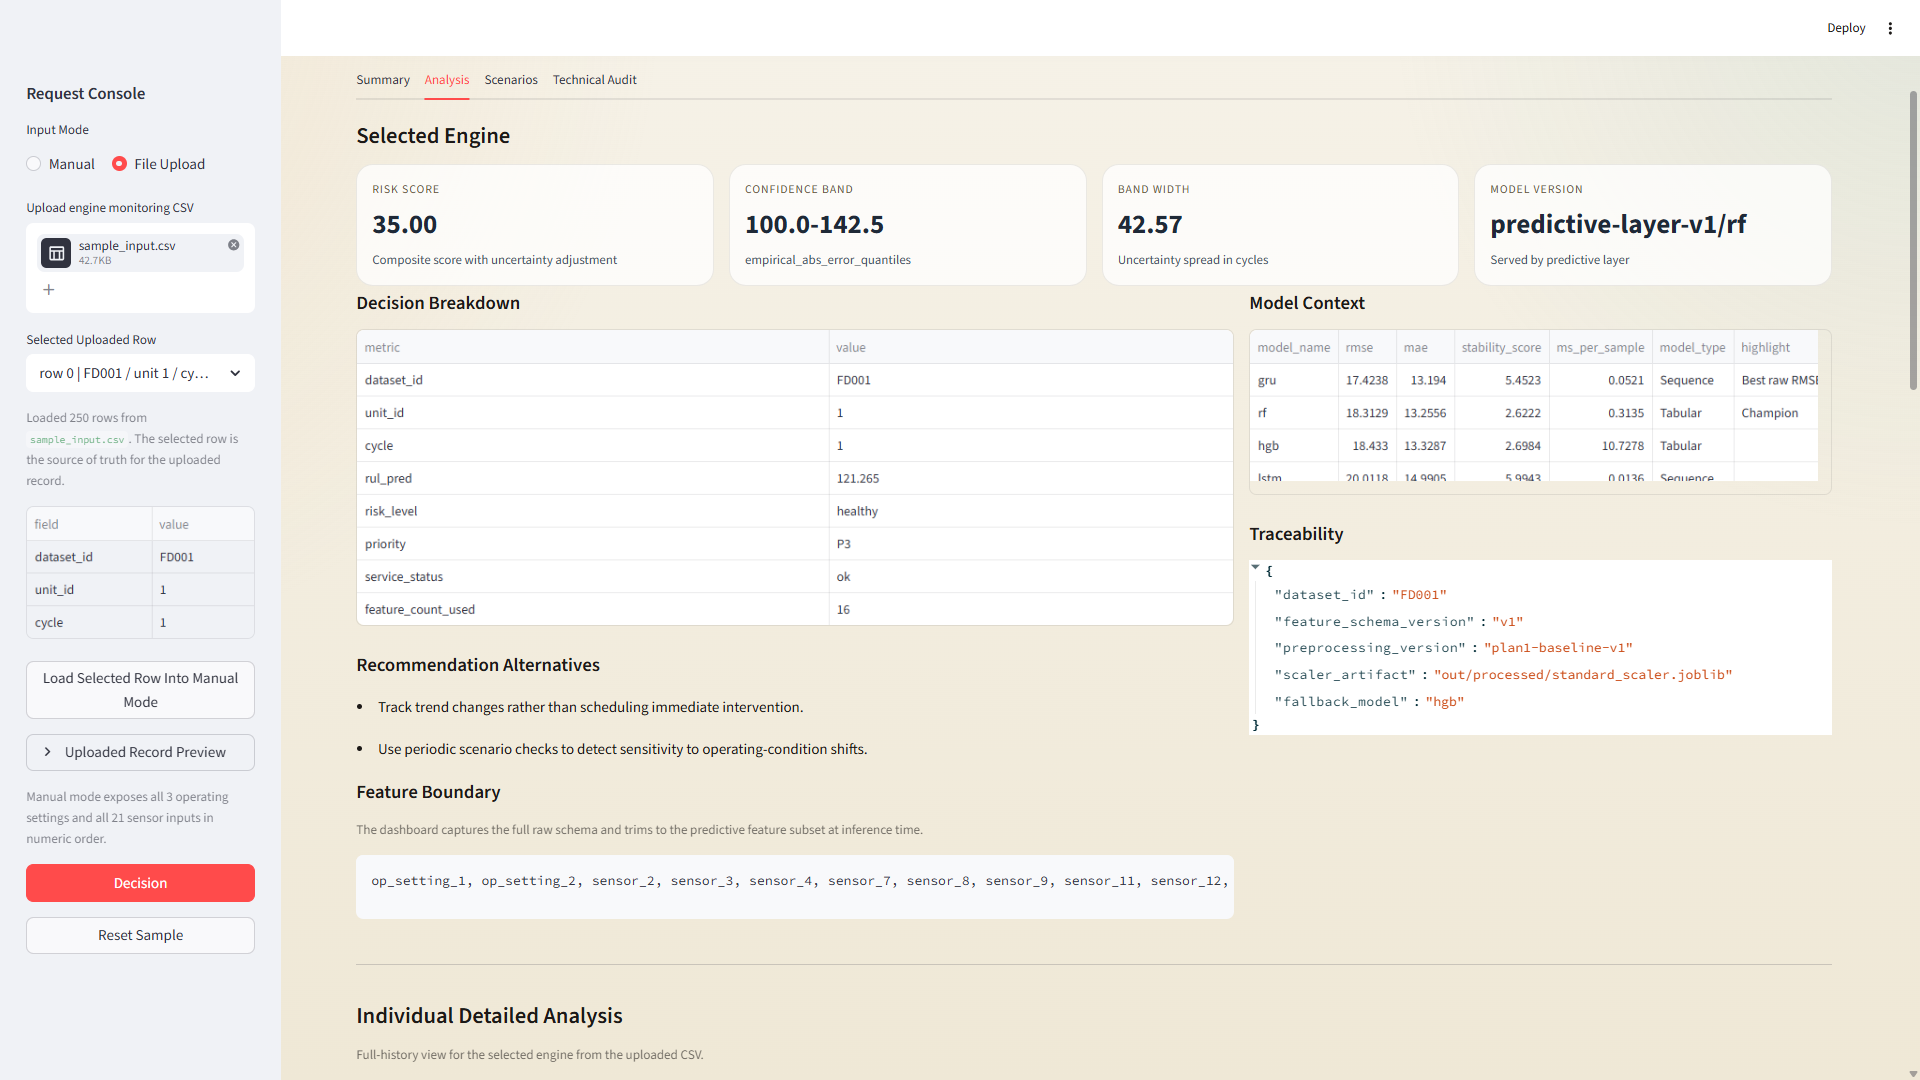 Deploy
Request Console
Input Mode
Manual
File Upload
Upload engine monitoring CSV
sample_input.csv
42.7KB
Selected Uploaded Row
row 0 | FD001 / unit 1 / cy...
Loaded 250 rows from
sample_input.csv . The selected row is
the source of truth for the uploaded
record.
field value
dataset_id FD001
unit_id 1
cycle 1
Load Selected Row Into Manual
Mode
Uploaded Record Preview
Manual mode exposes all 3 operating
settings and all 21 sensor inputs in
numeric order.
Decision
Reset Sample
Summary Analysis Scenarios Technical Audit
Selected Engine
RISK SCORE
35.00
Composite score with uncertainty adjustment
CONFIDENCE BAND
100.0-142.5
empirical_abs_error_quantiles
BAND WIDTH
42.57
Uncertainty spread in cycles
MODEL VERSION
predictive-layer-v1/rf
Served by predictive layer
Decision Breakdown
metric value
dataset_id FD001
unit_id 1
cycle 1
rul_pred 121.265
risk_level healthy
priority P3
service_status ok
feature_count_used 16
Recommendation Alternatives
• Track trend changes rather than scheduling immediate intervention.
• Use periodic scenario checks to detect sensitivity to operating-condition shifts.
Feature Boundary
The dashboard captures the full raw schema and trims to the predictive feature subset at inference time.
op_setting_1, op_setting_2, sensor_2, sensor_3, sensor_4, sensor_7, sensor_8, sensor_9, sensor_11, sensor_12,
Model Context
model_name rmse mae stability_score ms_per_sample model_type highlight
gru 17.4238 13.194 5.4523 0.0521 Sequence Best raw RMSE
rf 18.3129 13.2556 2.6222 0.3135 Tabular Champion
hgb 18.433 13.3287 2.6984 10.7278 Tabular
lstm 20.0118 14.9905 5.9943 0.0136 Sequence
Traceability
{
"dataset_id" : "FD001"
"feature_schema_version" : "v1"
"preprocessing_version" : "plan1-baseline-v1"
"scaler_artifact" : "out/processed/standard_scaler.joblib"
"fallback_model" : "hgb"
}
Individual Detailed Analysis
Full-history view for the selected engine from the uploaded CSV.